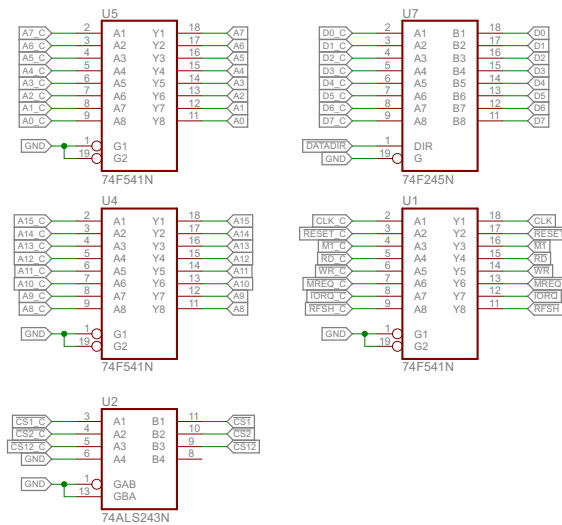 U5
A7_C 2 A1 Y1 18 A7
A6_C 3 A2 Y2 17 A6
A5_C 4 A3 Y3 16 A5
A4_C 5 A4 Y4 15 A4
A3_C 6 A5 Y5 14 A3
A2_C 7 A6 Y6 13 A2
A1_C 8 A7 Y7 12 A1
A0_C 9 A8 Y8 11 A0
GND 1 G1
19 G2
74F541N
U7
D0_C 2 A1 B1 18 D0
D1_C 3 A2 B2 17 D1
D2_C 4 A3 B3 16 D2
D3_C 5 A4 B4 15 D3
D4_C 6 A5 B5 14 D4
D5_C 7 A6 B6 13 D5
D6_C 8 A7 B7 12 D6
D7_C 9 A8 B8 11 D7
DATADIR 1 DIR
GND 19 G
74F245N
U4
A15_C 2 A1 Y1 18 A15
A14_C 3 A2 Y2 17 A14
A13_C 4 A3 Y3 16 A13
A12_C 5 A4 Y4 15 A12
A11_C 6 A5 Y5 14 A11
A10_C 7 A6 Y6 13 A10
A9_C 8 A7 Y7 12 A9
A8_C 9 A8 Y8 11 A8
GND 1 G1
19 G2
74F541N
U1
CLK_C 2 A1 Y1 18 CLK
RESET_C 3 A2 Y2 17 RESET
M1_C 4 A3 Y3 16 M1
RD_C 5 A4 Y4 15 RD
WR_C 6 A5 Y5 14 WR
MREQ_C 7 A6 Y6 13 MREQ
IORQ_C 8 A7 Y7 12 IORQ
RFSH_C 9 A8 Y8 11 RFSH
GND 1 G1
19 G2
74F541N
U2
CS1_C 3 A1 B1 11 CS1
CS2_C 4 A2 B2 10 CS2
CS12_C 5 A3 B3 9 CS12
GND 6 A4 B4 8
GND 1 GAB
13 GBA
74ALS243N